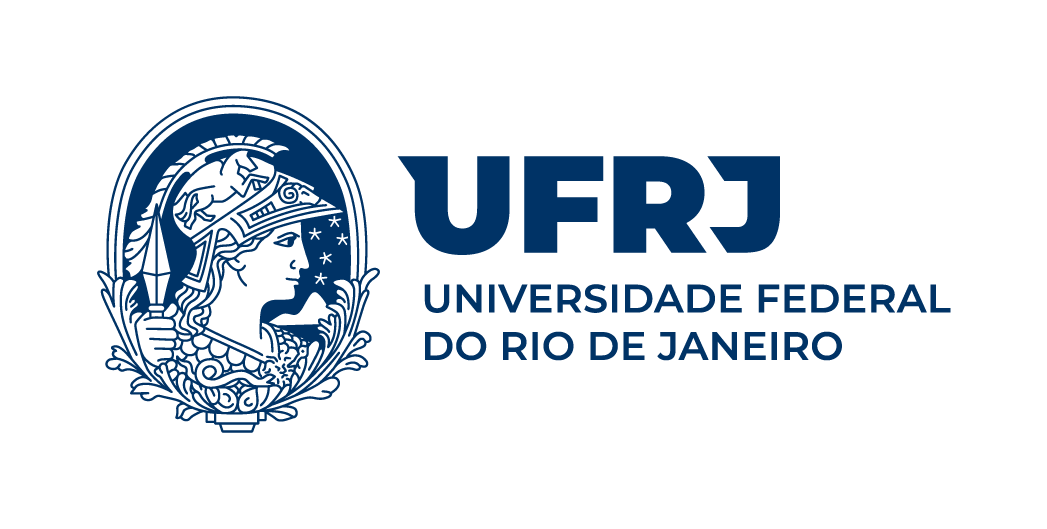 UFRJ
UNIVERSIDADE FEDERAL
DO RIO DE JANEIRO